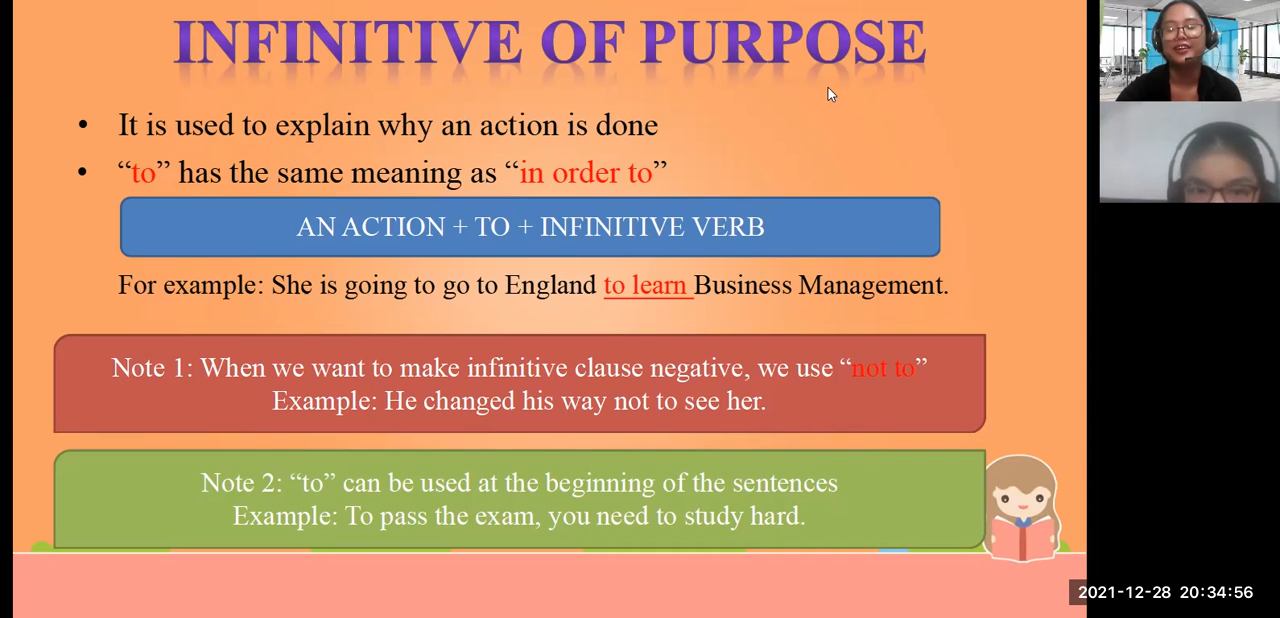 INFINITIVE OF PURPOSE
• It is used to explain why an action is done
• “to” has the same meaning as “in order to”
AN ACTION + TO + INFINITIVE VERB
For example: She is going to go to England to learn Business Management.
Note 1: When we want to make infinitive clause negative, we use “not to”
Example: He changed his way not to see her.
Note 2: “to” can be used at the beginning of the sentences
Example: To pass the exam, you need to study hard.
2021-12-28 20:34:56